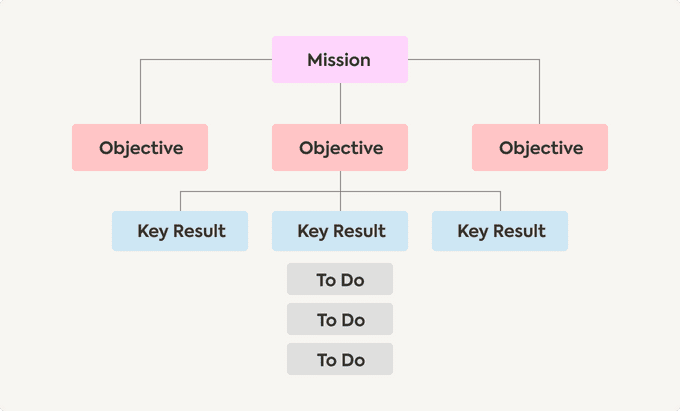 Mission
Objective
Objective
Objective
Key Result
Key Result
Key Result
To Do
To Do
To Do